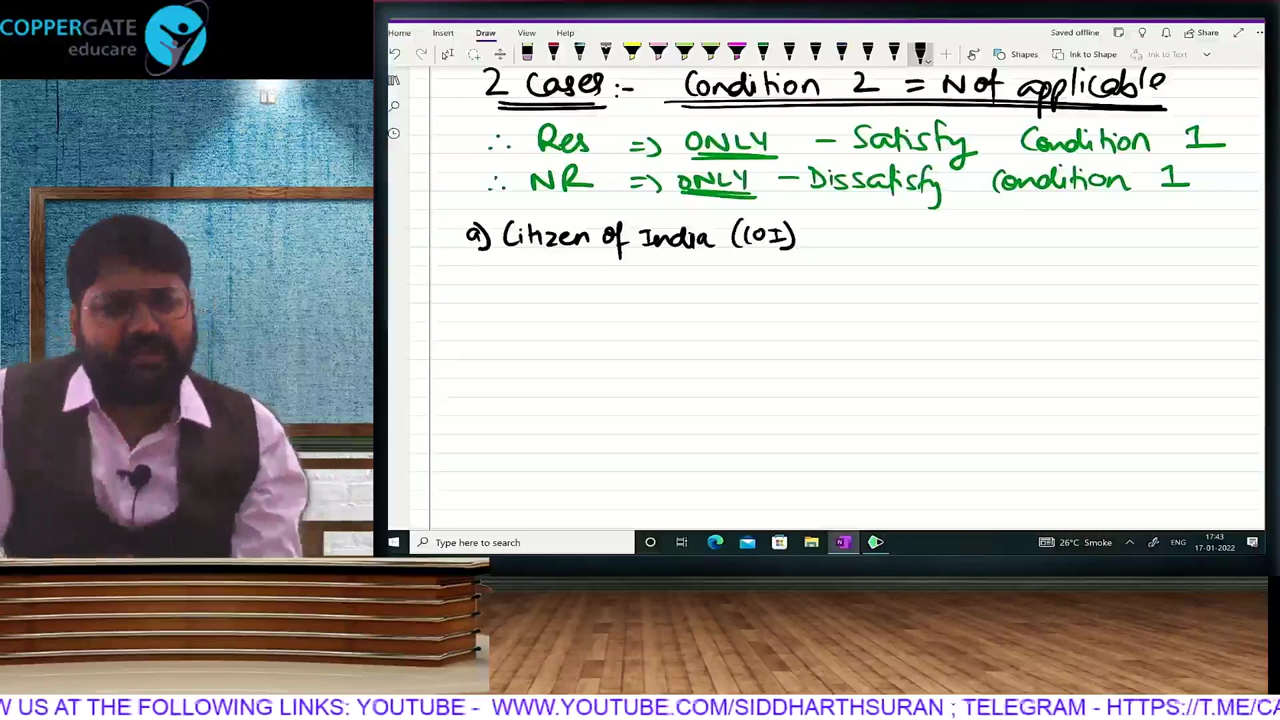 COPPERGATE
educare
Home Insert Draw View Help
Saved offline
Share
Shapes
Ink to Shape
Ink to Text
2 Cases :- Condition 2 = Not applicable
∴ Res => ONLY - Satisfy Condition 1
∴ NR => ONLY - Dissatisfy Condition 1
a) Citizen of India (COI)
Type here to search
26°C Smoke
ENG
17:43
17-01-2022
W US AT THE FOLLOWING LINKS: YOUTUBE - WWW.YOUTUBE.COM/SIDDHARTHSURAN ; TELEGRAM - HTTPS://T.ME/CA